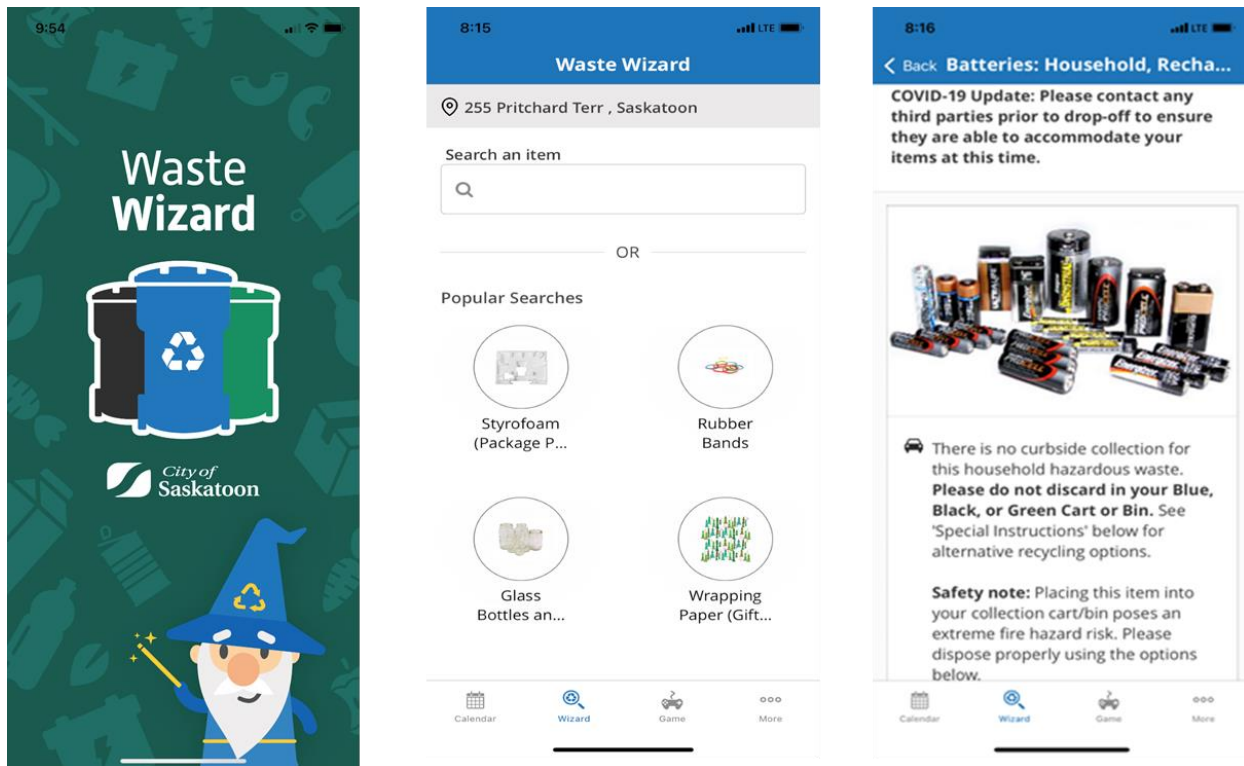 9:54
Waste
Wizard
City of
Saskatoon
8:15
LTE
Waste Wizard
255 Pritchard Terr , Saskatoon
Search an item
OR
Popular Searches
Styrofoam
(Package P...
Rubber
Bands
Glass
Bottles an...
Wrapping
Paper (Gift...
Calendar
Wizard
Game
More
8:16
LTE
Back Batteries: Household, Recha...
COVID-19 Update: Please contact any
third parties prior to drop-off to ensure
they are able to accommodate your
items at this time.
PROCELL
PROCELL
PROCELL
Energizer
There is no curbside collection for
this household hazardous waste.
Please do not discard in your Blue,
Black, or Green Cart or Bin. See
'Special Instructions' below for
alternative recycling options.
Safety note: Placing this item into
your collection cart/bin poses an
extreme fire hazard risk. Please
dispose properly using the options
below.
Calendar
Wizard
Game
More